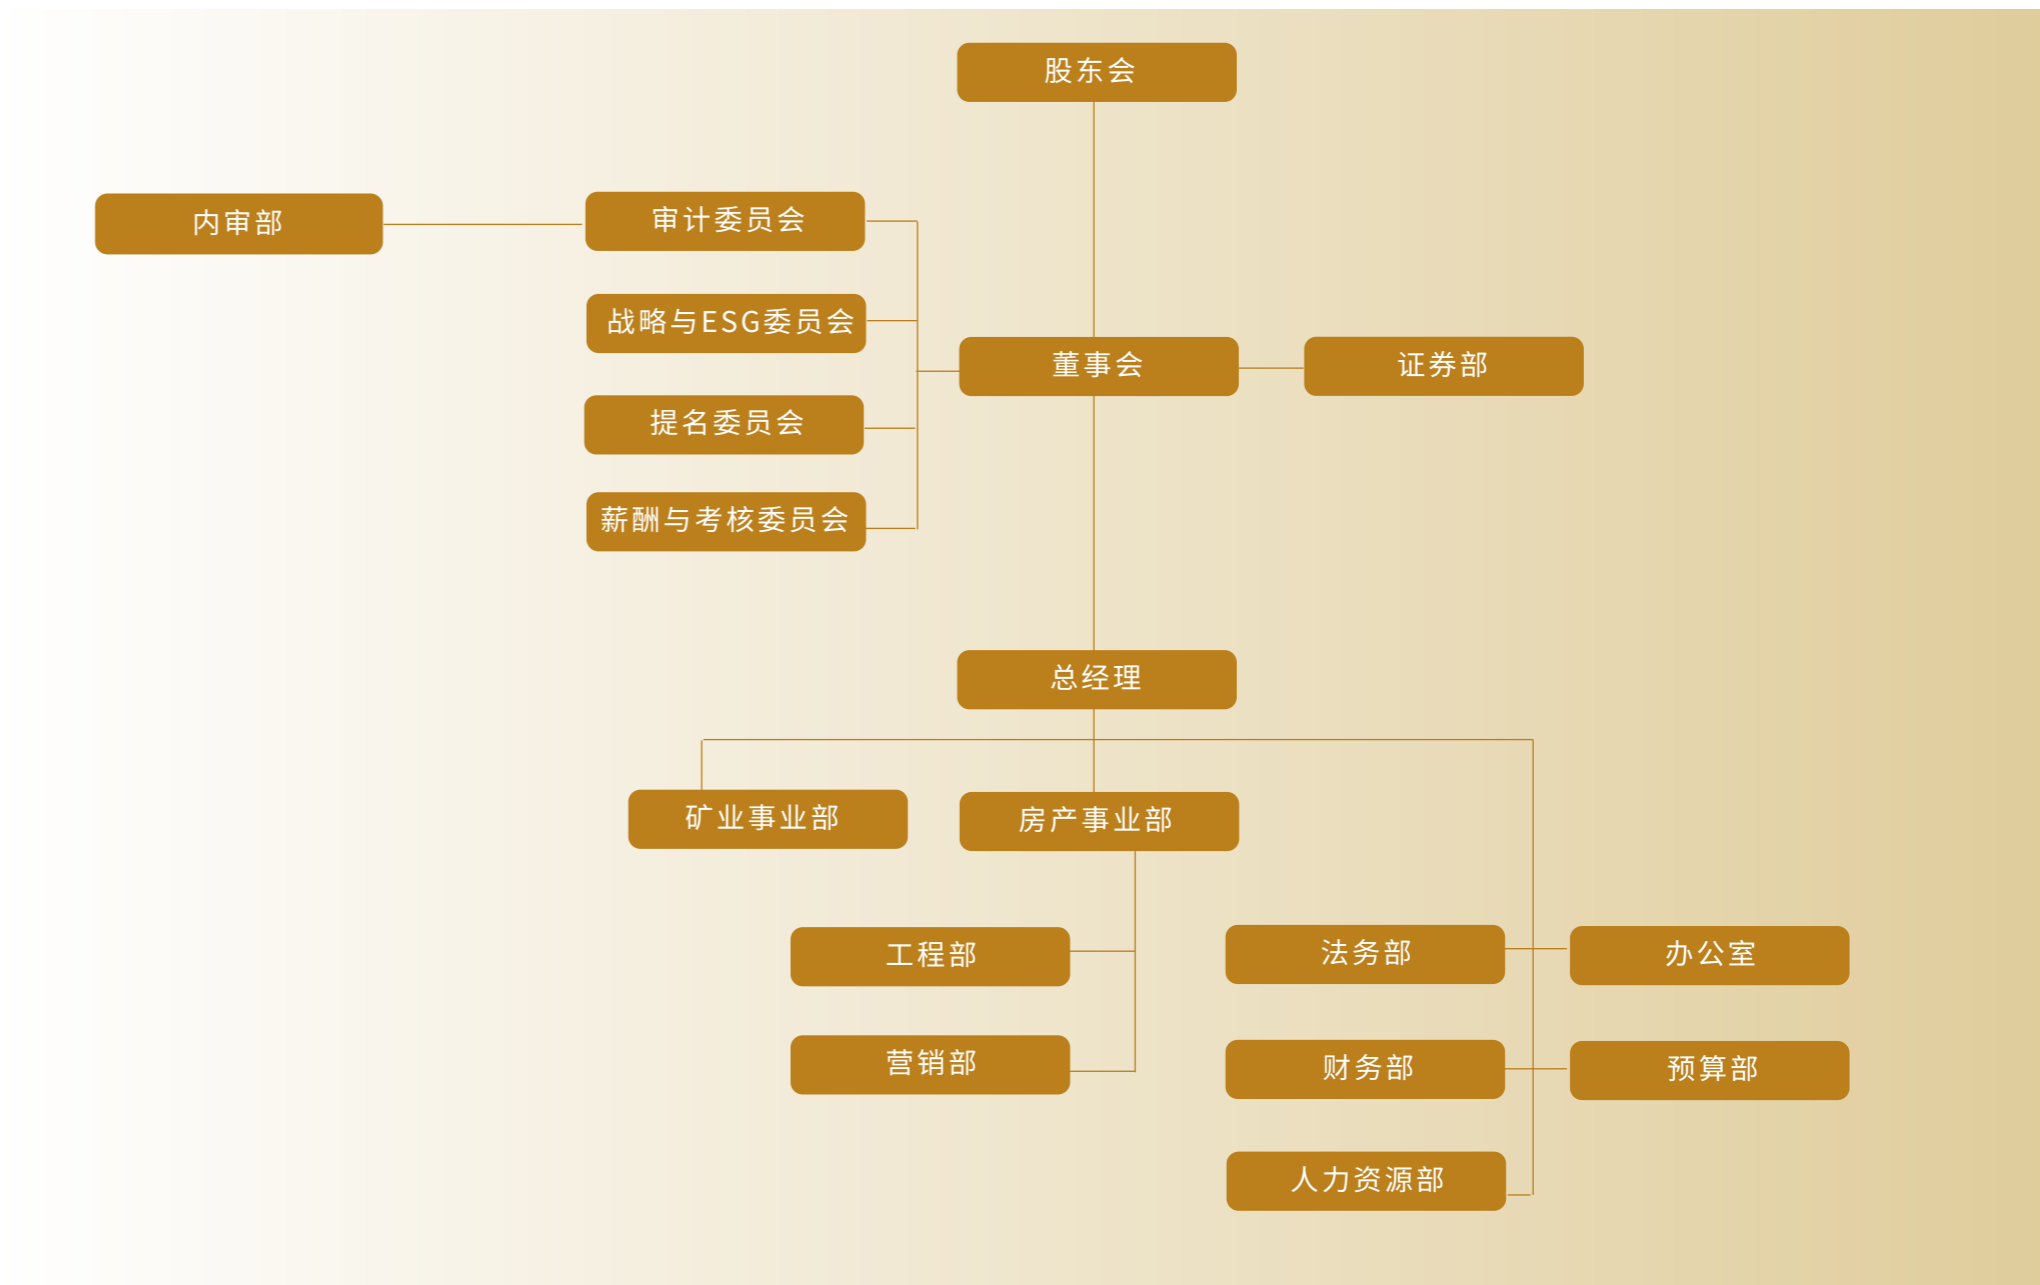 股东会
内审部
审计委员会
战略与ESG委员会
董事会
证券部
提名委员会
薪酬与考核委员会
总经理
矿业事业部
房产事业部
工程部
法务部
办公室
营销部
财务部
预算部
人力资源部